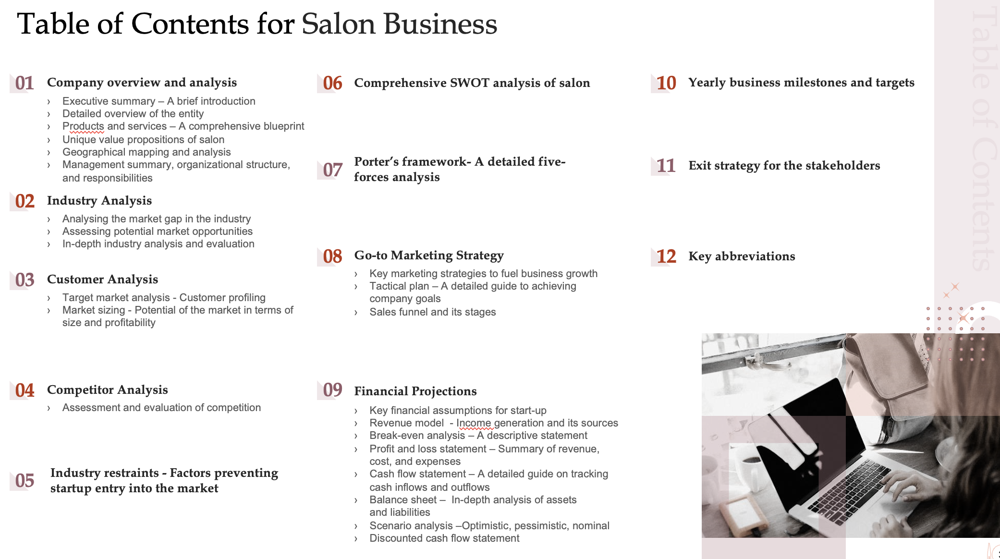 Table of Contents for Salon Business
01 Company overview and analysis
› Executive summary – A brief introduction
› Detailed overview of the entity
› Products and services – A comprehensive blueprint
› Unique value propositions of salon
› Geographical mapping and analysis
› Management summary, organizational structure,
and responsibilities
02 Industry Analysis
› Analysing the market gap in the industry
› Assessing potential market opportunities
› In-depth industry analysis and evaluation
03 Customer Analysis
› Target market analysis - Customer profiling
› Market sizing - Potential of the market in terms of
size and profitability
04 Competitor Analysis
› Assessment and evaluation of competition
05 Industry restraints - Factors preventing
startup entry into the market
06 Comprehensive SWOT analysis of salon
07 Porter’s framework- A detailed five-
forces analysis
08 Go-to Marketing Strategy
› Key marketing strategies to fuel business growth
› Tactical plan – A detailed guide to achieving
company goals
› Sales funnel and its stages
09 Financial Projections
› Key financial assumptions for start-up
› Revenue model  - Income generation and its sources
› Break-even analysis – A descriptive statement
› Profit and loss statement – Summary of revenue,
cost, and expenses
› Cash flow statement – A detailed guide on tracking
cash inflows and outflows
› Balance sheet –  In-depth analysis of assets
and liabilities
› Scenario analysis –Optimistic, pessimistic, nominal
› Discounted cash flow statement
10 Yearly business milestones and targets
11 Exit strategy for the stakeholders
12 Key abbreviations
Table of Contents